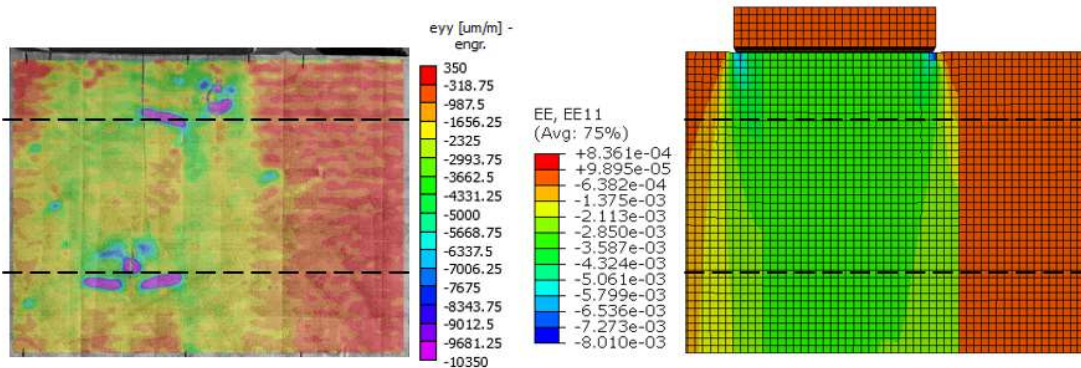 eyy [um/m] -
engr.
350
-318.75
-987.5
-1656.25
-2325
-2993.75
-3662.5
-4331.25
-5000
-5668.75
-6337.5
-7006.25
-7675
-8343.75
-9012.5
-9681.25
-10350
EE, EE11
(Avg: 75%)
+8.361e-04
+9.895e-05
-6.382e-04
-1.375e-03
-2.113e-03
-2.850e-03
-3.587e-03
-4.324e-03
-5.061e-03
-5.799e-03
-6.536e-03
-7.273e-03
-8.010e-03